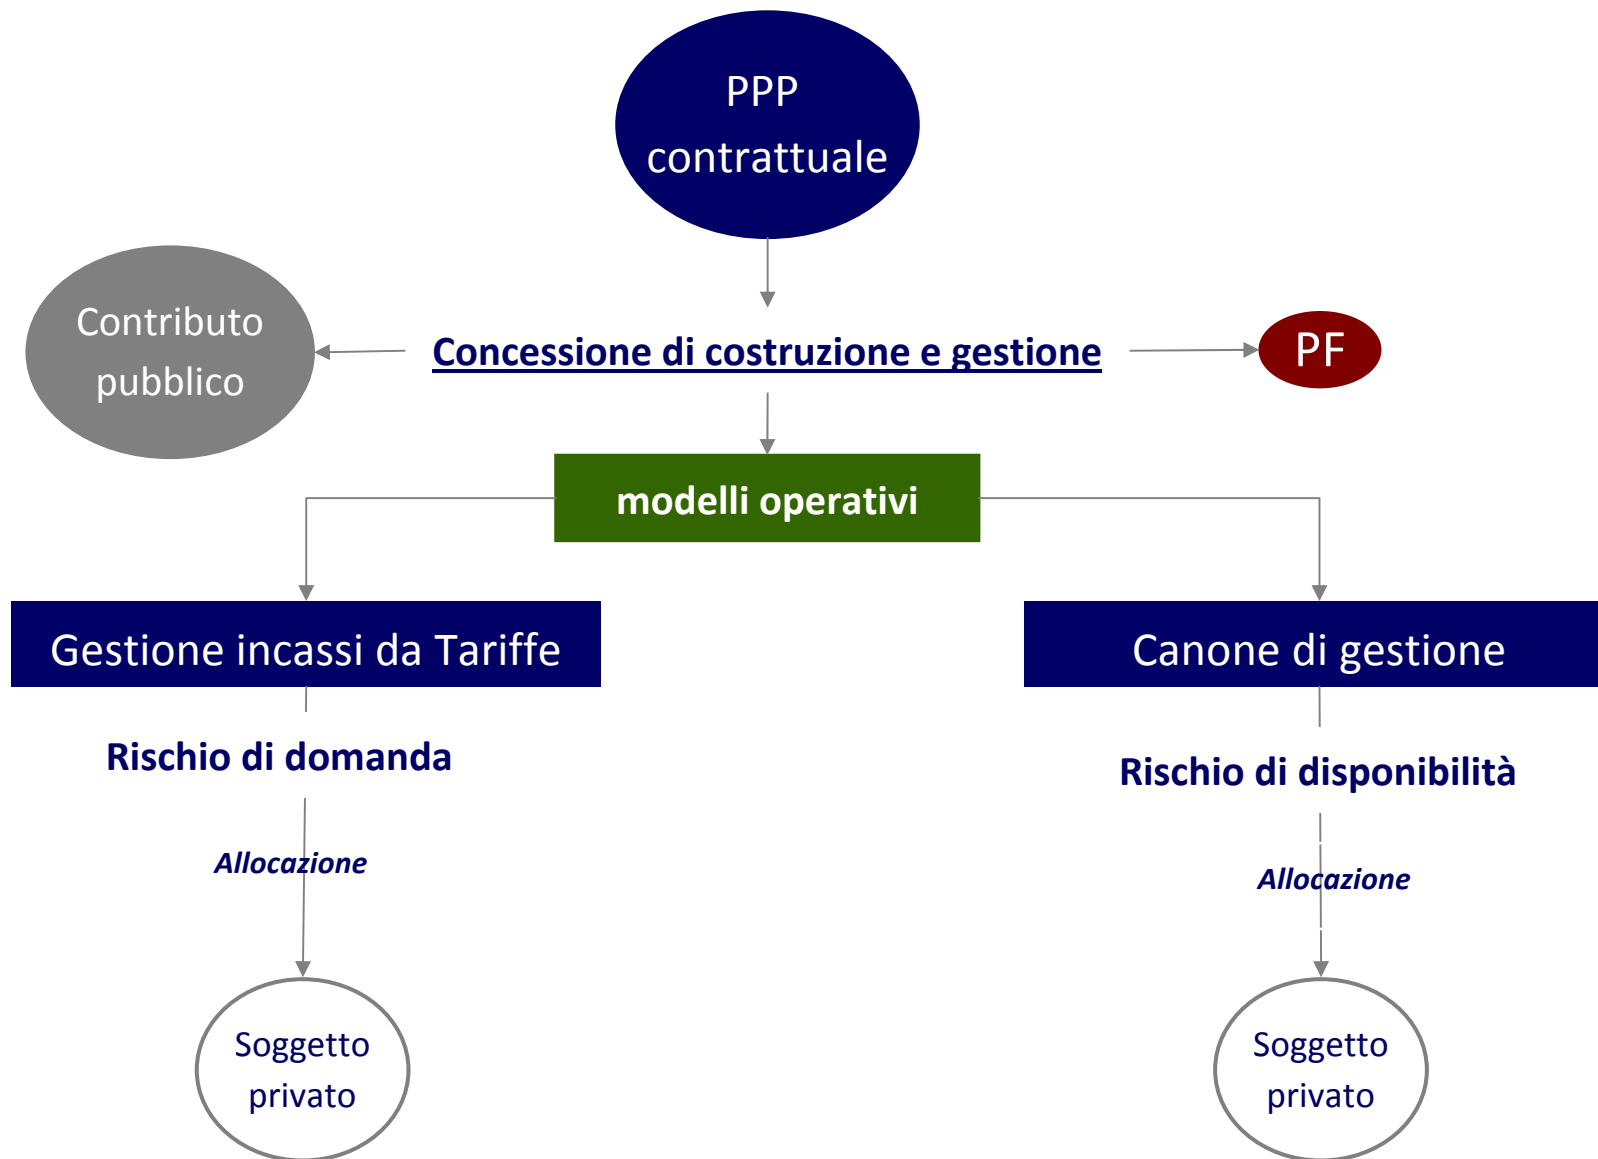 PPP
contrattuale
Contributo
pubblico
Concessione di costruzione e gestione
PF
modelli operativi
Gestione incassi da Tariffe
Canone di gestione
Rischio di domanda
Rischio di disponibilità
Allocazione
Allocazione
Soggetto
privato
Soggetto
privato